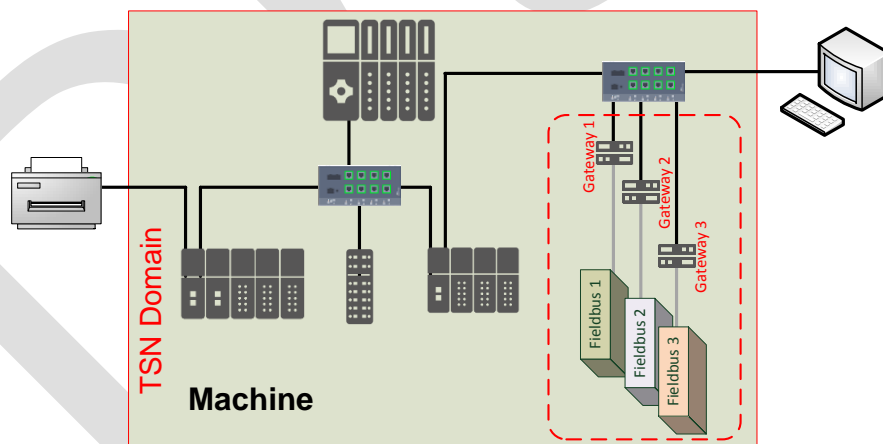 Gateway 1
Gateway 2
Gateway 3
TSN Domain
Fieldbus 1
Fieldbus 2
Fieldbus 3
Machine